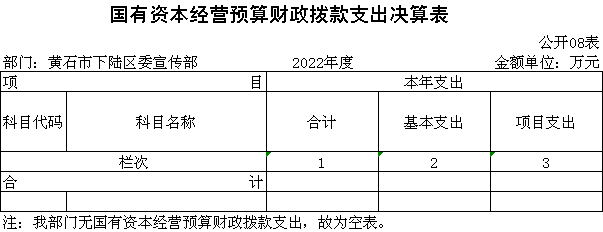 国有资本经营预算财政拨款支出决算表
公开08表
部门：黄石市下陆区委宣传部 2022年度 金额单位：万元
项 目 本年支出
科目代码 科目名称 合计 基本支出 项目支出
栏次 1 2 3
合 计
注：我部门无国有资本经营预算财政拨款支出，故为空表。